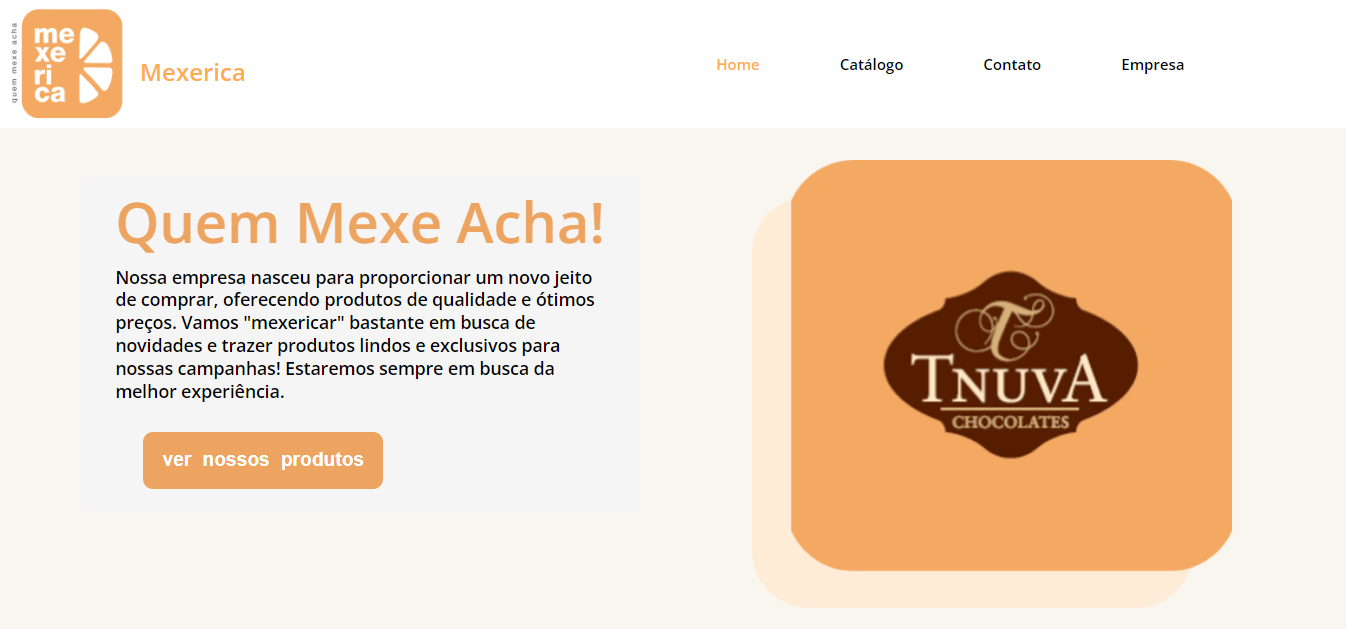 quem mexe acha
me
xe
ri
ca
Mexerica
Home
Catálogo
Contato
Empresa
Quem Mexe Acha!
Nossa empresa nasceu para proporcionar um novo jeito
de comprar, oferecendo produtos de qualidade e ótimos
preços. Vamos "mexericar" bastante em busca de
novidades e trazer produtos lindos e exclusivos para
nossas campanhas! Estaremos sempre em busca da
melhor experiência.
ver nossos produtos
T
TNUVA
CHOCOLATES